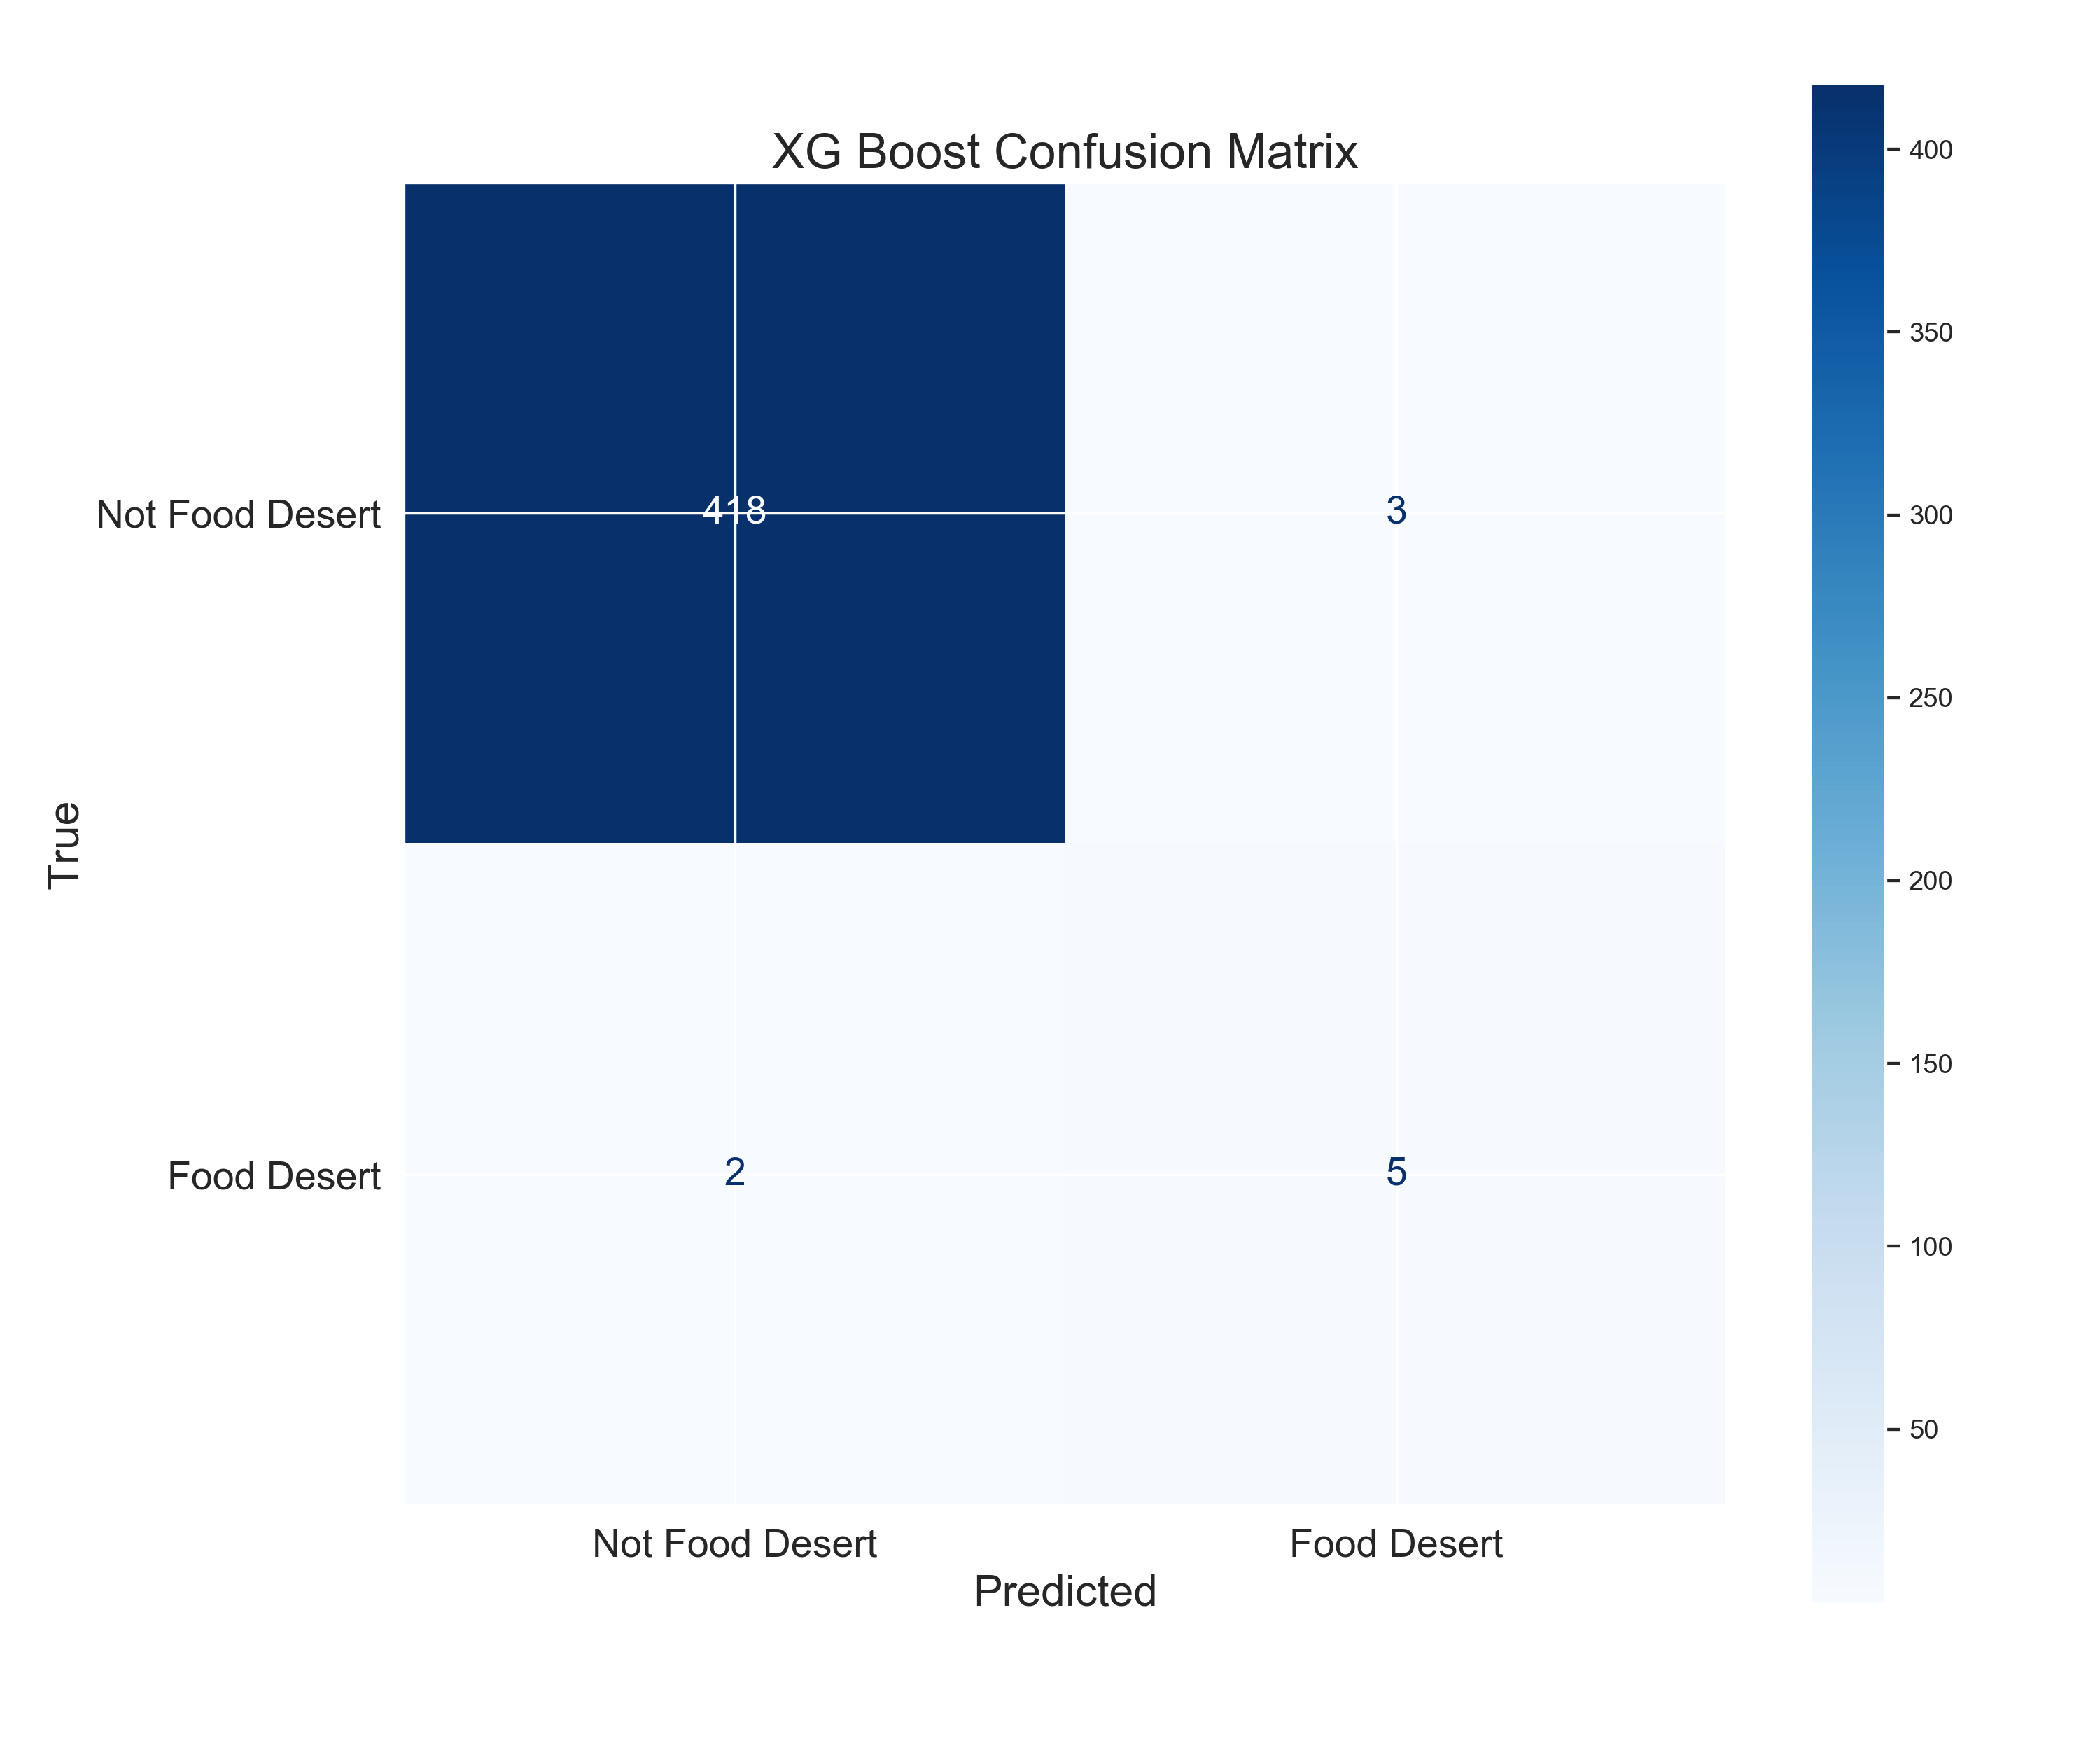 XG Boost Confusion Matrix
400
350
300
250
200
150
100
50
True
Not Food Desert
418
3
Food Desert
2
5
Not Food Desert
Food Desert
Predicted